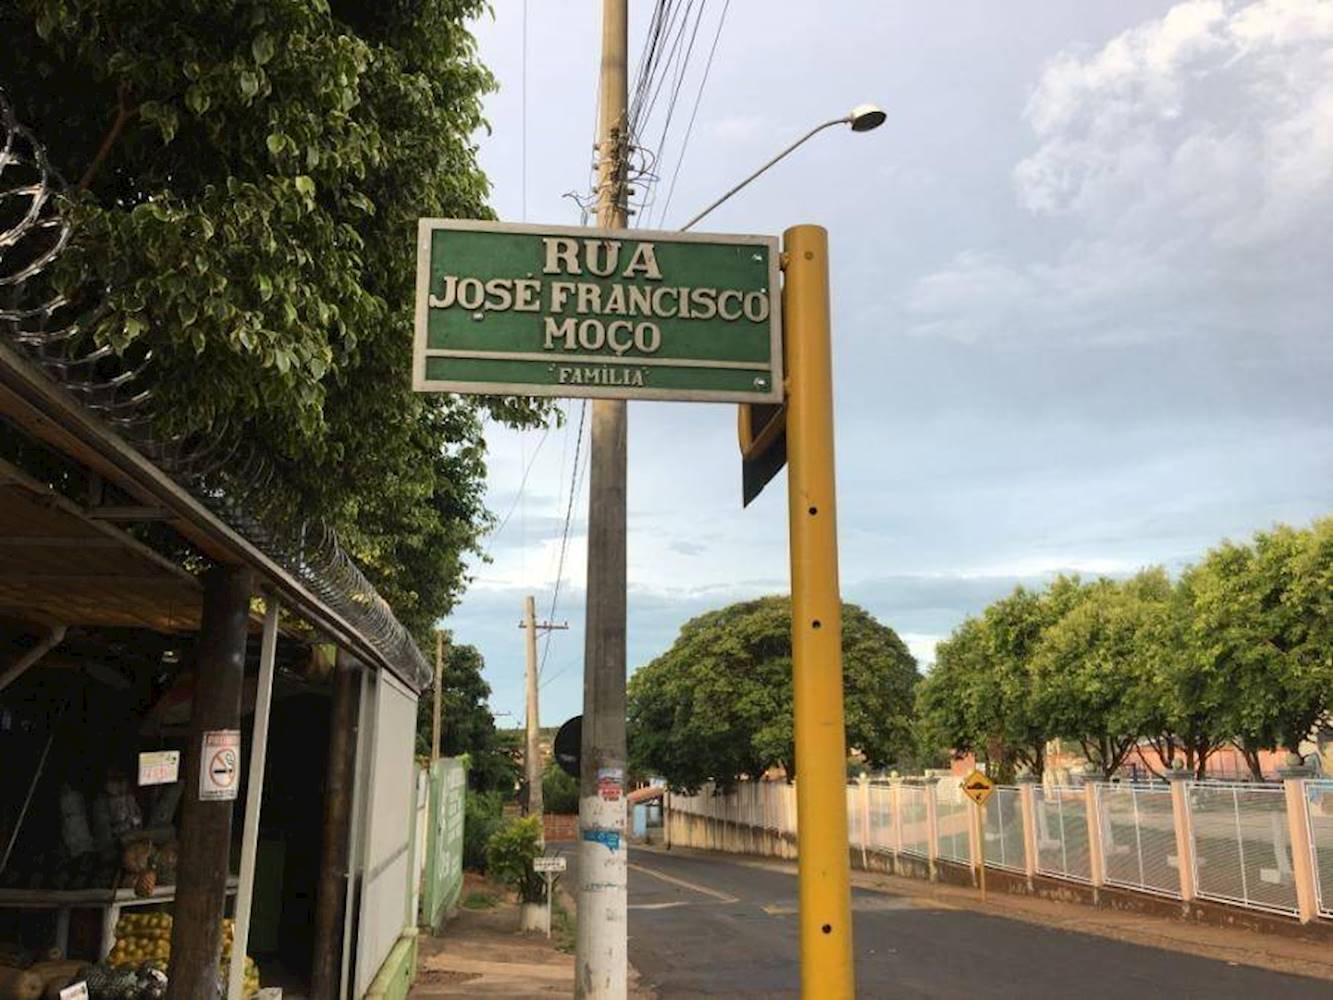 RUA
JOSÉ FRANCISCO
MOÇO
"FAMÍLIA"